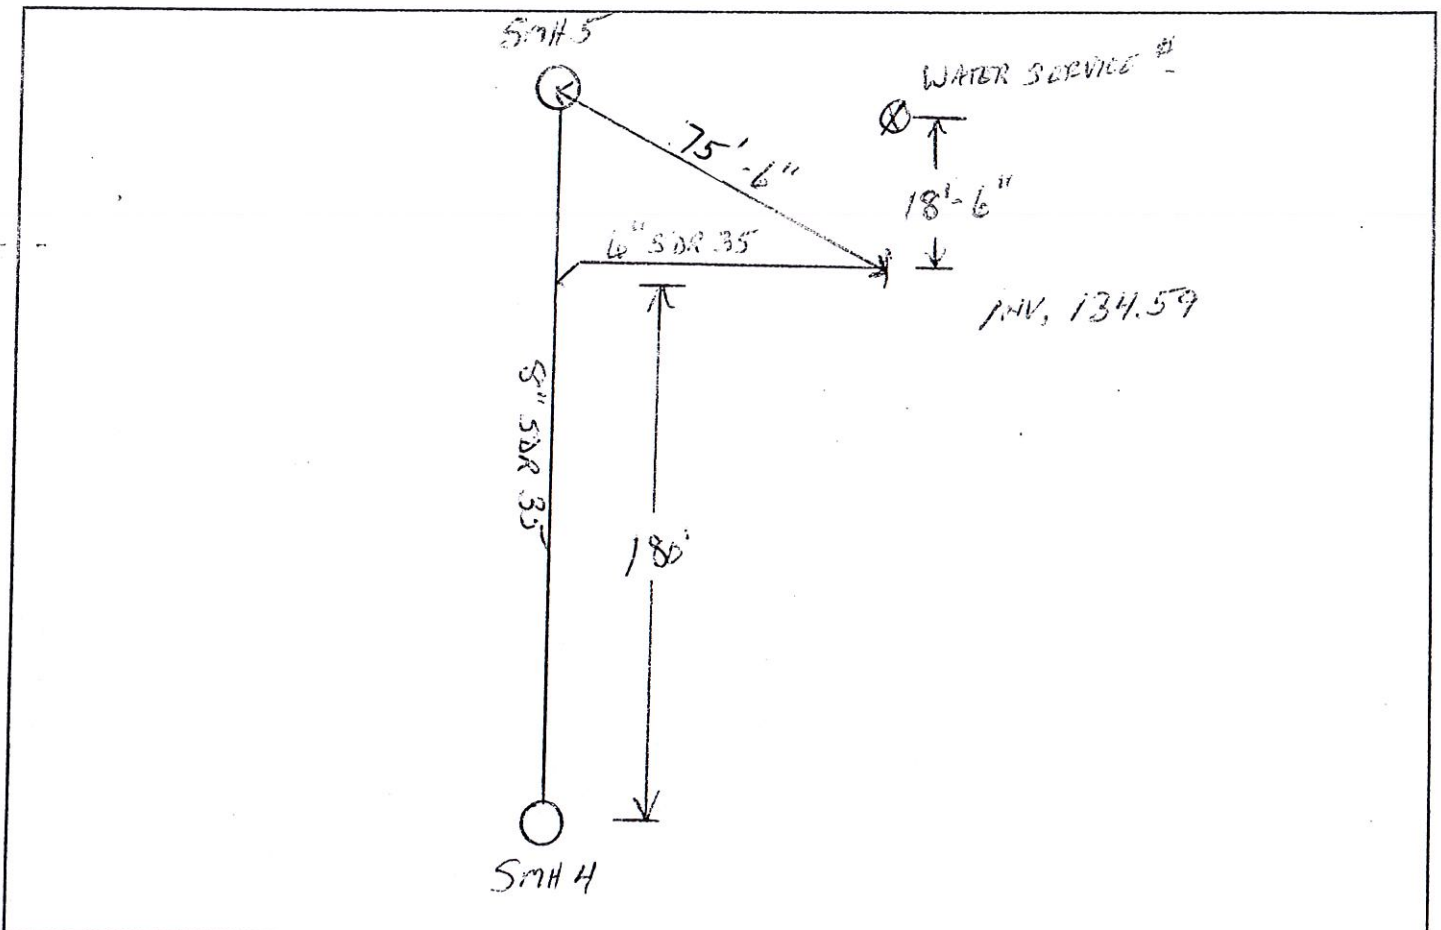 SMH 5
WATER SERVICE #
75'-6"
18'-6"
6" SDR 35
INV. 134.59
8" SDR 35
180'
SMH 4